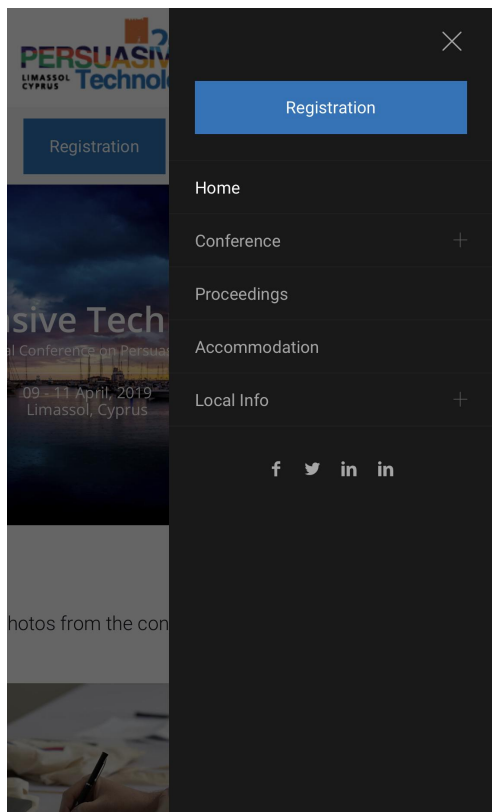 PERSUASIV
LIMASSOL
CYPRUS
Technol
Registration
sive Tech
al Conference on Persuas
09 - 11 April, 2019
Limassol, Cyprus
hotos from the con
Registration
Home
Conference
Proceedings
Accommodation
Local Info
f in in